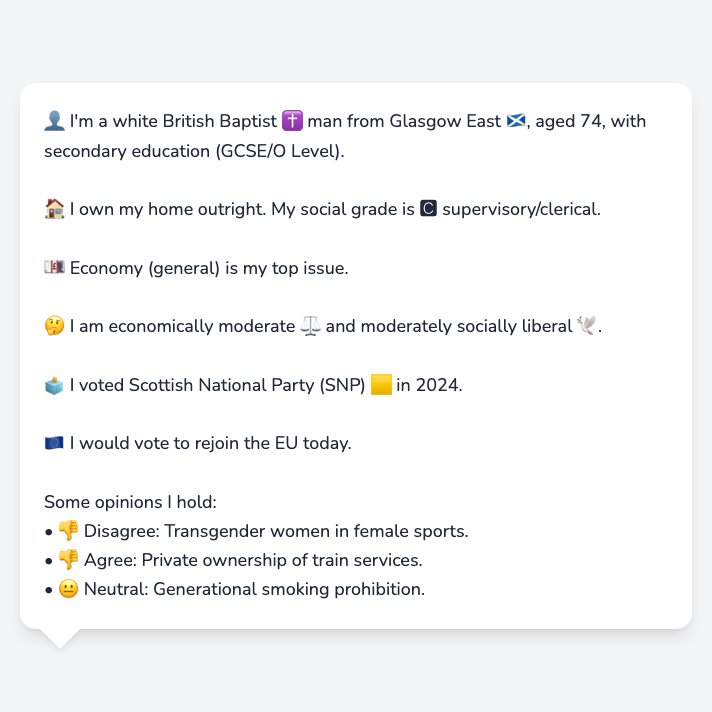 👤 I'm a white British Baptist ✝️ man from Glasgow East 🏴󠁧󠁢󠁳󠁣󠁴󠁿, aged 74, with
secondary education (GCSE/O Level).
🏠 I own my home outright. My social grade is 🅲 supervisory/clerical.
💷 Economy (general) is my top issue.
🤔 I am economically moderate ⚖️ and moderately socially liberal 🕊️.
🗳️ I voted Scottish National Party (SNP) 🟨 in 2024.
🇪🇺 I would vote to rejoin the EU today.
Some opinions I hold:
• 👎 Disagree: Transgender women in female sports.
• 👎 Agree: Private ownership of train services.
• 😐 Neutral: Generational smoking prohibition.